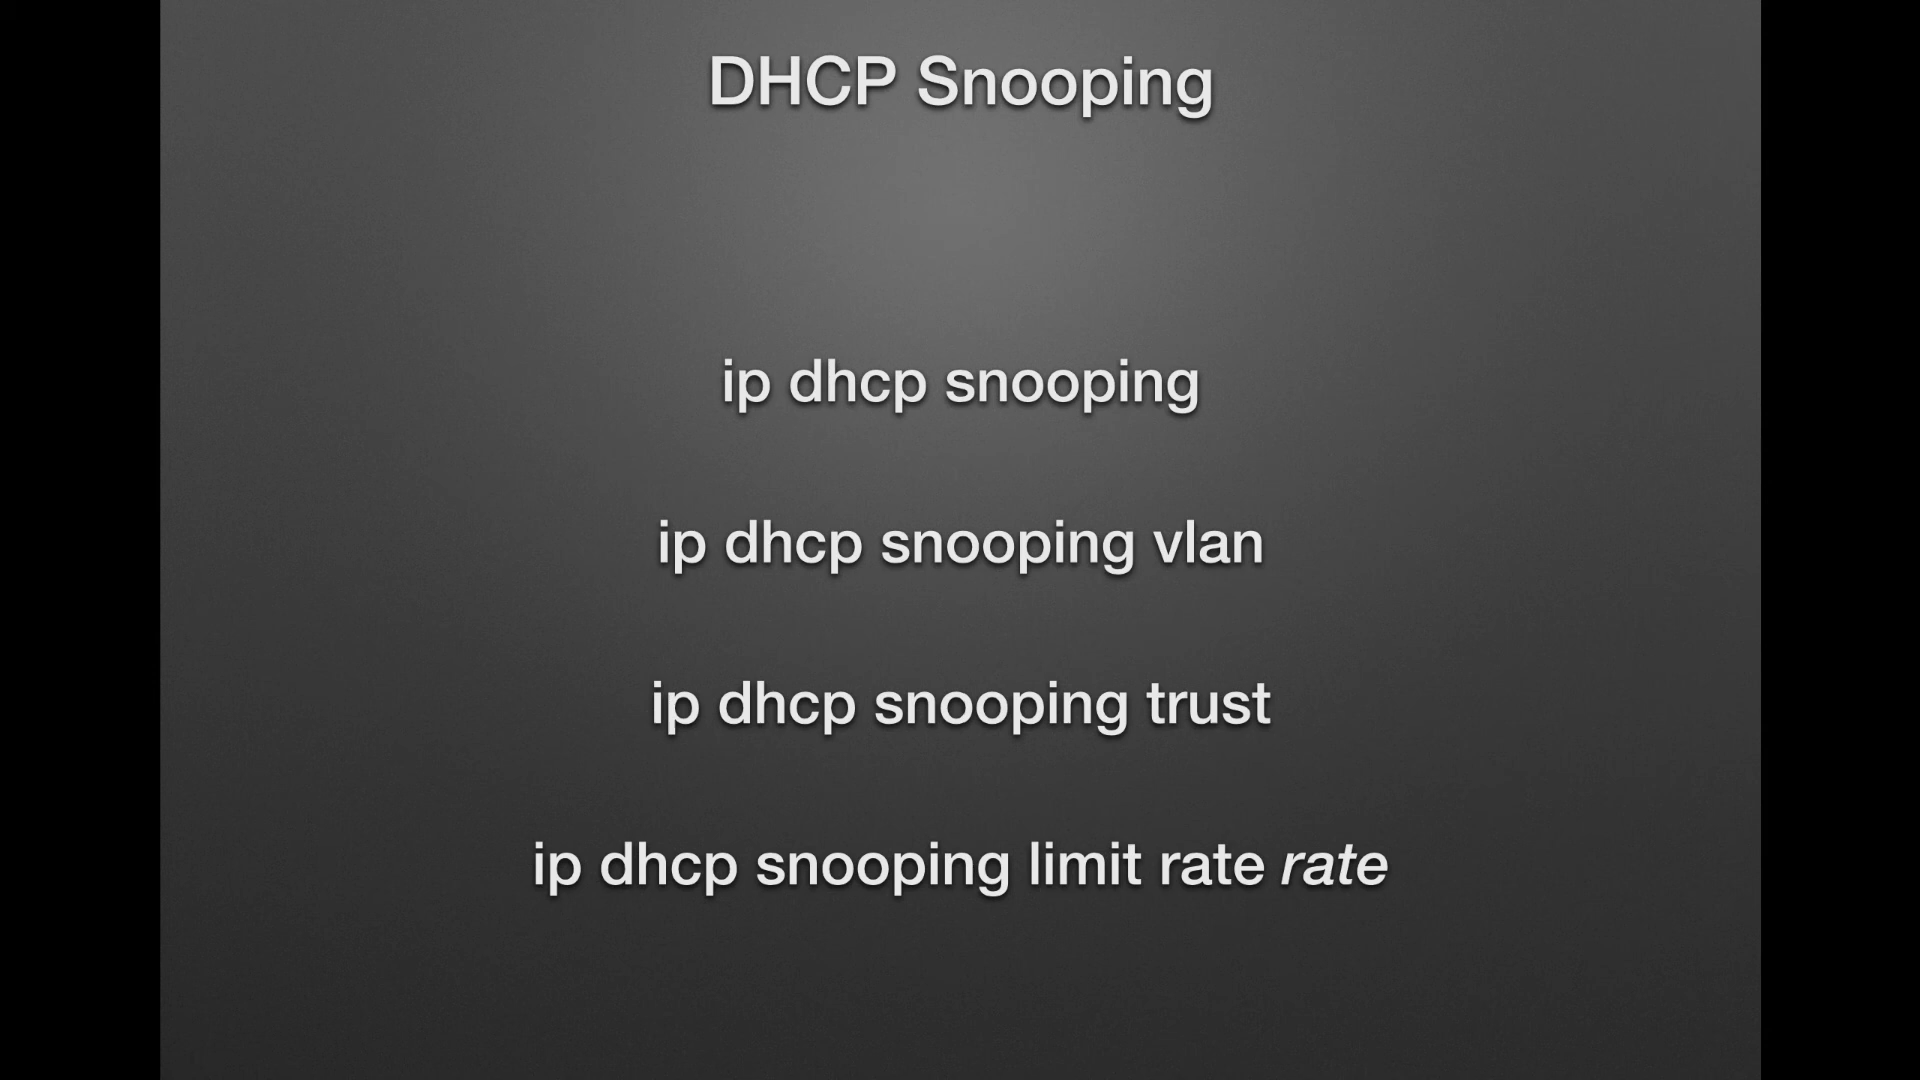 DHCP Snooping
ip dhcp snooping
ip dhcp snooping vlan
ip dhcp snooping trust
ip dhcp snooping limit rate rate